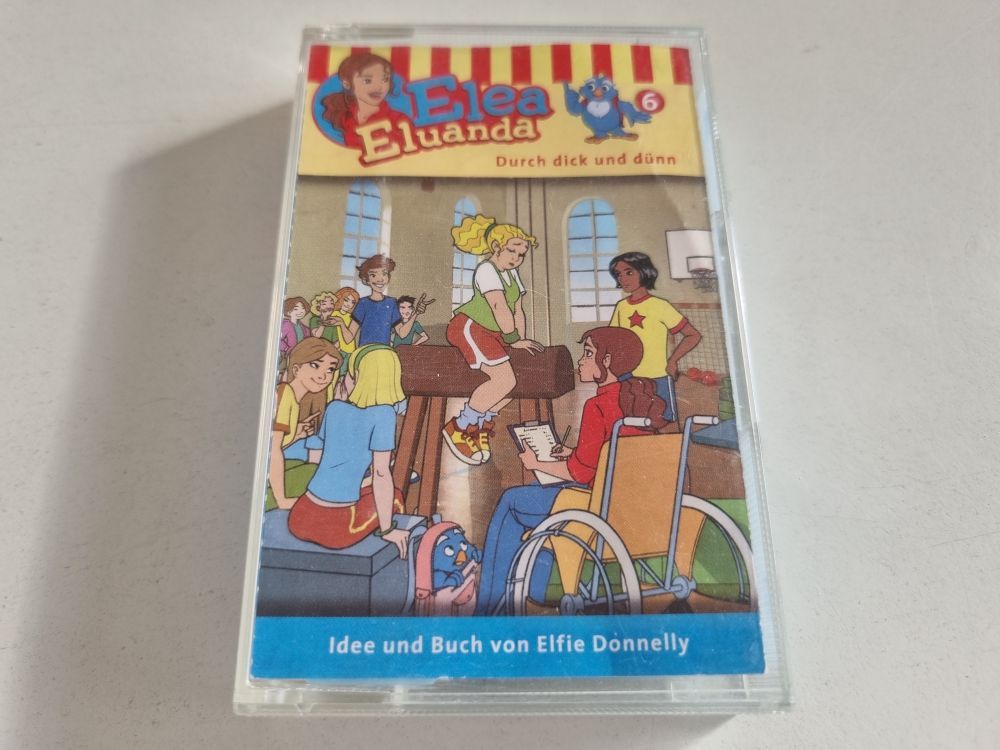 Elea
Eluanda
6
Durch dick und dünn
Idee und Buch von Elfie Donnelly